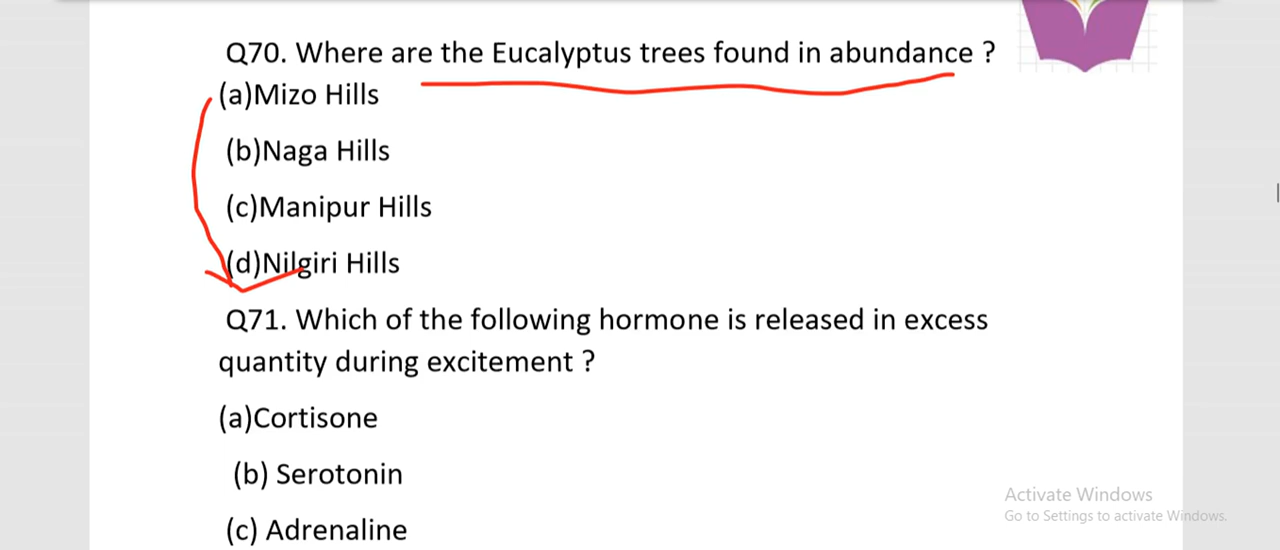 Q70. Where are the Eucalyptus trees found in abundance ?
(a)Mizo Hills
(b)Naga Hills
(c)Manipur Hills
(d)Nilgiri Hills
Q71. Which of the following hormone is released in excess
quantity during excitement ?
(a)Cortisone
(b) Serotonin
(c) Adrenaline
Activate Windows
Go to Settings to activate Windows.